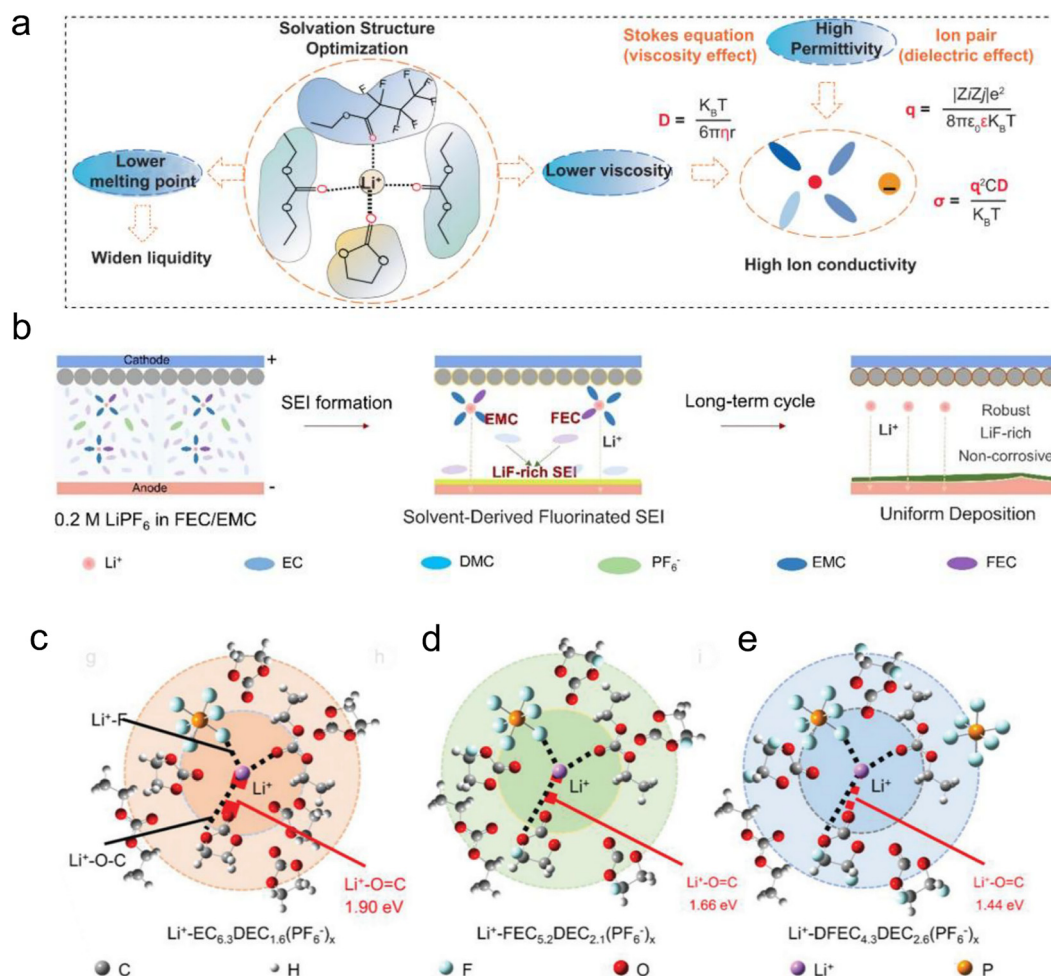 a
Solvation Structure
Optimization
Stokes equation
(viscosity effect)
High
Permittivity
Ion pair
(dielectric effect)
F F F F F
F F
O
O
O
O
O
O
O
O
O
O
O
Li⁺
Lower
melting point
Widen liquidity
Lower viscosity
D = K_BT / 6πηr
q = |ZiZj|e² / 8πε₀εK_BT
σ = q²CD / K_BT
High Ion conductivity
b
Cathode
+
Anode
-
0.2 M LiPF₆ in FEC/EMC
SEI formation
EMC
FEC
Li⁺
LiF-rich SEI
Solvent-Derived Fluorinated SEI
Long-term cycle
Li⁺
Robust
LiF-rich
Non-corrosive
Uniform Deposition
Li⁺
EC
DMC
PF₆⁻
EMC
FEC
c
d
e
g
h
i
Li⁺-F
Li⁺
Li⁺-O-C
Li⁺-O=C
1.90 eV
Li⁺-EC₆.₃DEC₁.₆(PF₆⁻)ₓ
Li⁺
Li⁺-O=C
1.66 eV
Li⁺-FEC₅.₂DEC₂.₁(PF₆⁻)ₓ
Li⁺
Li⁺-O=C
1.44 eV
Li⁺-DFEC₄.₃DEC₂.₆(PF₆⁻)ₓ
C
H
F
O
Li⁺
P